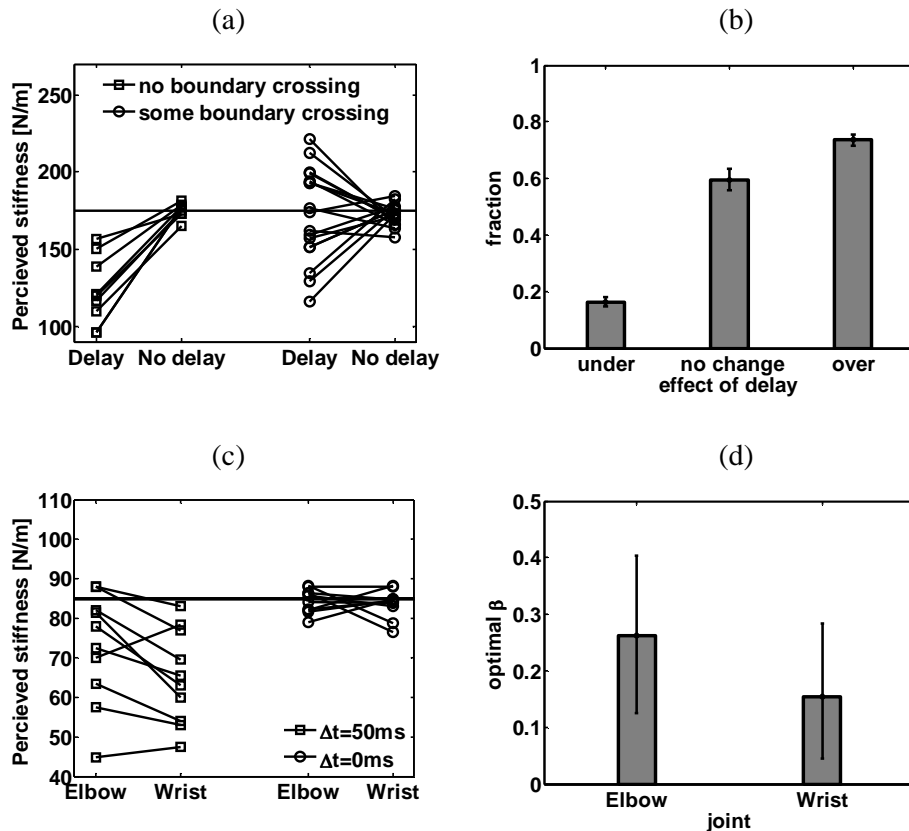 (a)
Percieved stiffness [N/m]
250
200
150
100
no boundary crossing
some boundary crossing
Delay No delay Delay No delay
(b)
fraction
1
0.8
0.6
0.4
0.2
0
under no change over
effect of delay
(c)
Percieved stiffness [N/m]
110
100
90
80
70
60
50
40
Δt=50ms
Δt=0ms
Elbow Wrist Elbow Wrist
(d)
optimal β
0.5
0.4
0.3
0.2
0.1
0
Elbow Wrist
joint